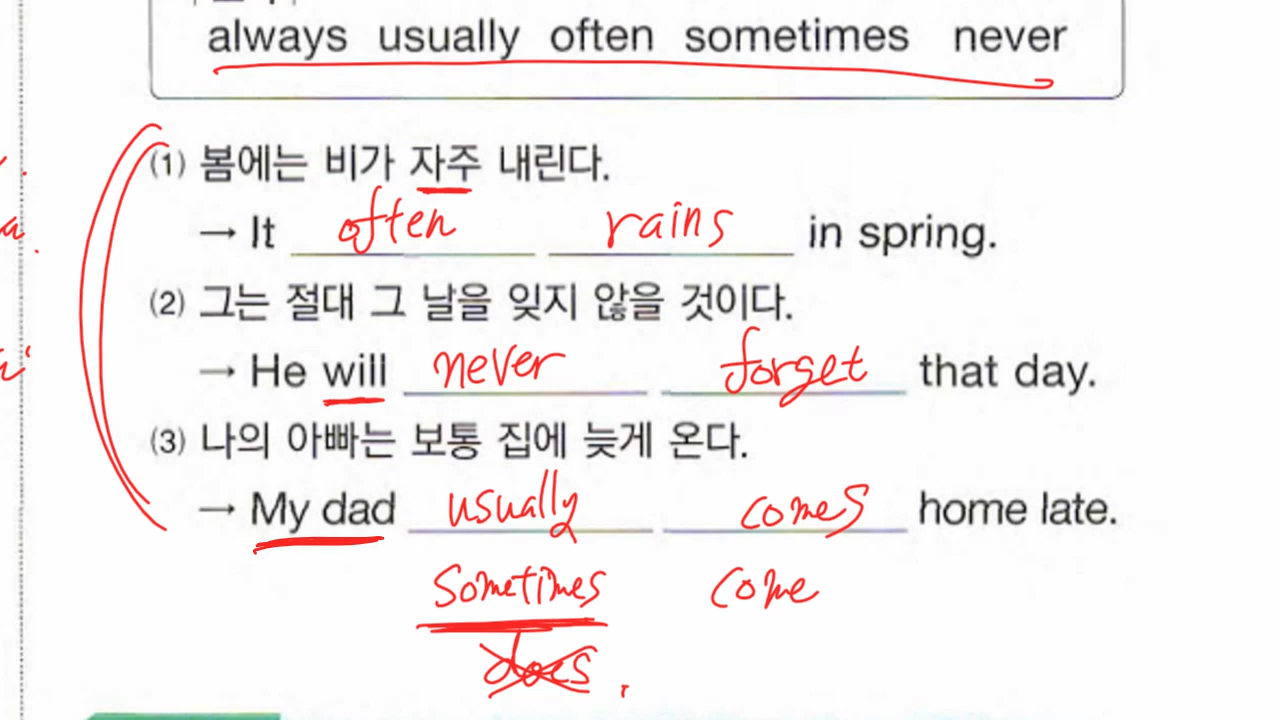 always usually often sometimes never
(1) 봄에는 비가 자주 내린다.
→ It often rains in spring.
(2) 그는 절대 그 날을 잊지 않을 것이다.
→ He will never forget that day.
(3) 나의 아빠는 보통 집에 늦게 온다.
→ My dad usually comes home late.
Sometimes come
does